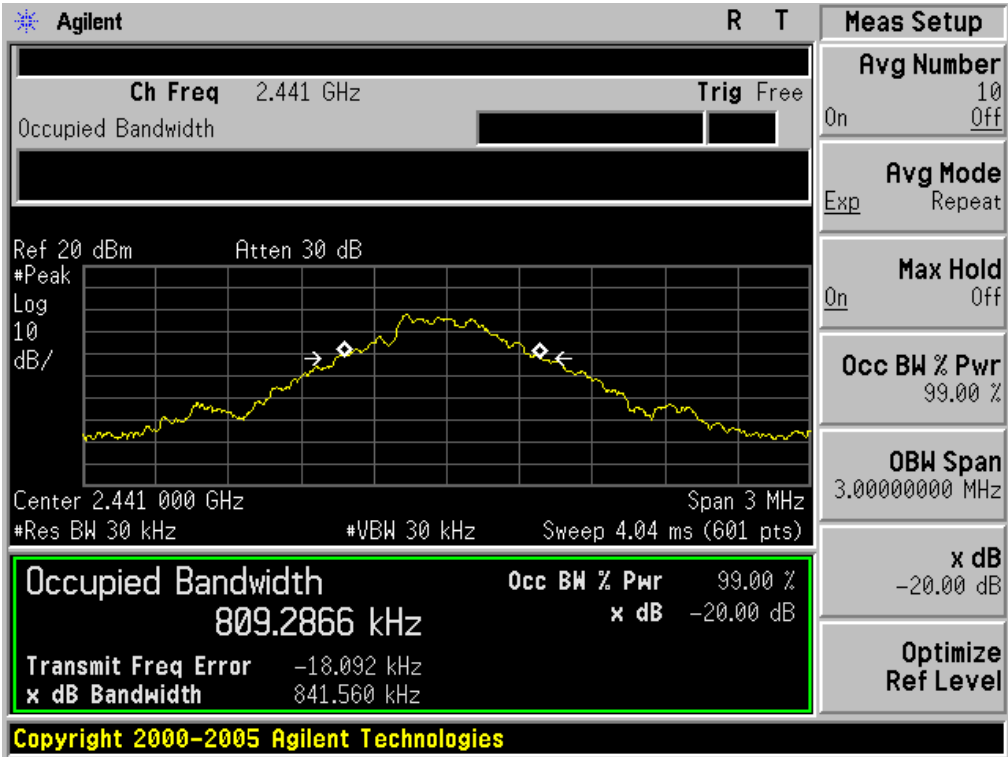 Agilent R T
Ch Freq 2.441 GHz Trig Free
Occupied Bandwidth
Ref 20 dBm Atten 30 dB
#Peak
Log
10
dB/
Center 2.441 000 GHz Span 3 MHz
#Res BW 30 kHz #VBW 30 kHz Sweep 4.04 ms (601 pts)
Occupied Bandwidth
809.2866 kHz
Occ BW % Pwr 99.00 %
x dB -20.00 dB
Transmit Freq Error -18.092 kHz
x dB Bandwidth 841.560 kHz
Copyright 2000-2005 Agilent Technologies
Meas Setup
Avg Number
10
On Off
Avg Mode
Exp Repeat
Max Hold
On Off
Occ BW % Pwr
99.00 %
OBW Span
3.00000000 MHz
x dB
-20.00 dB
Optimize
Ref Level